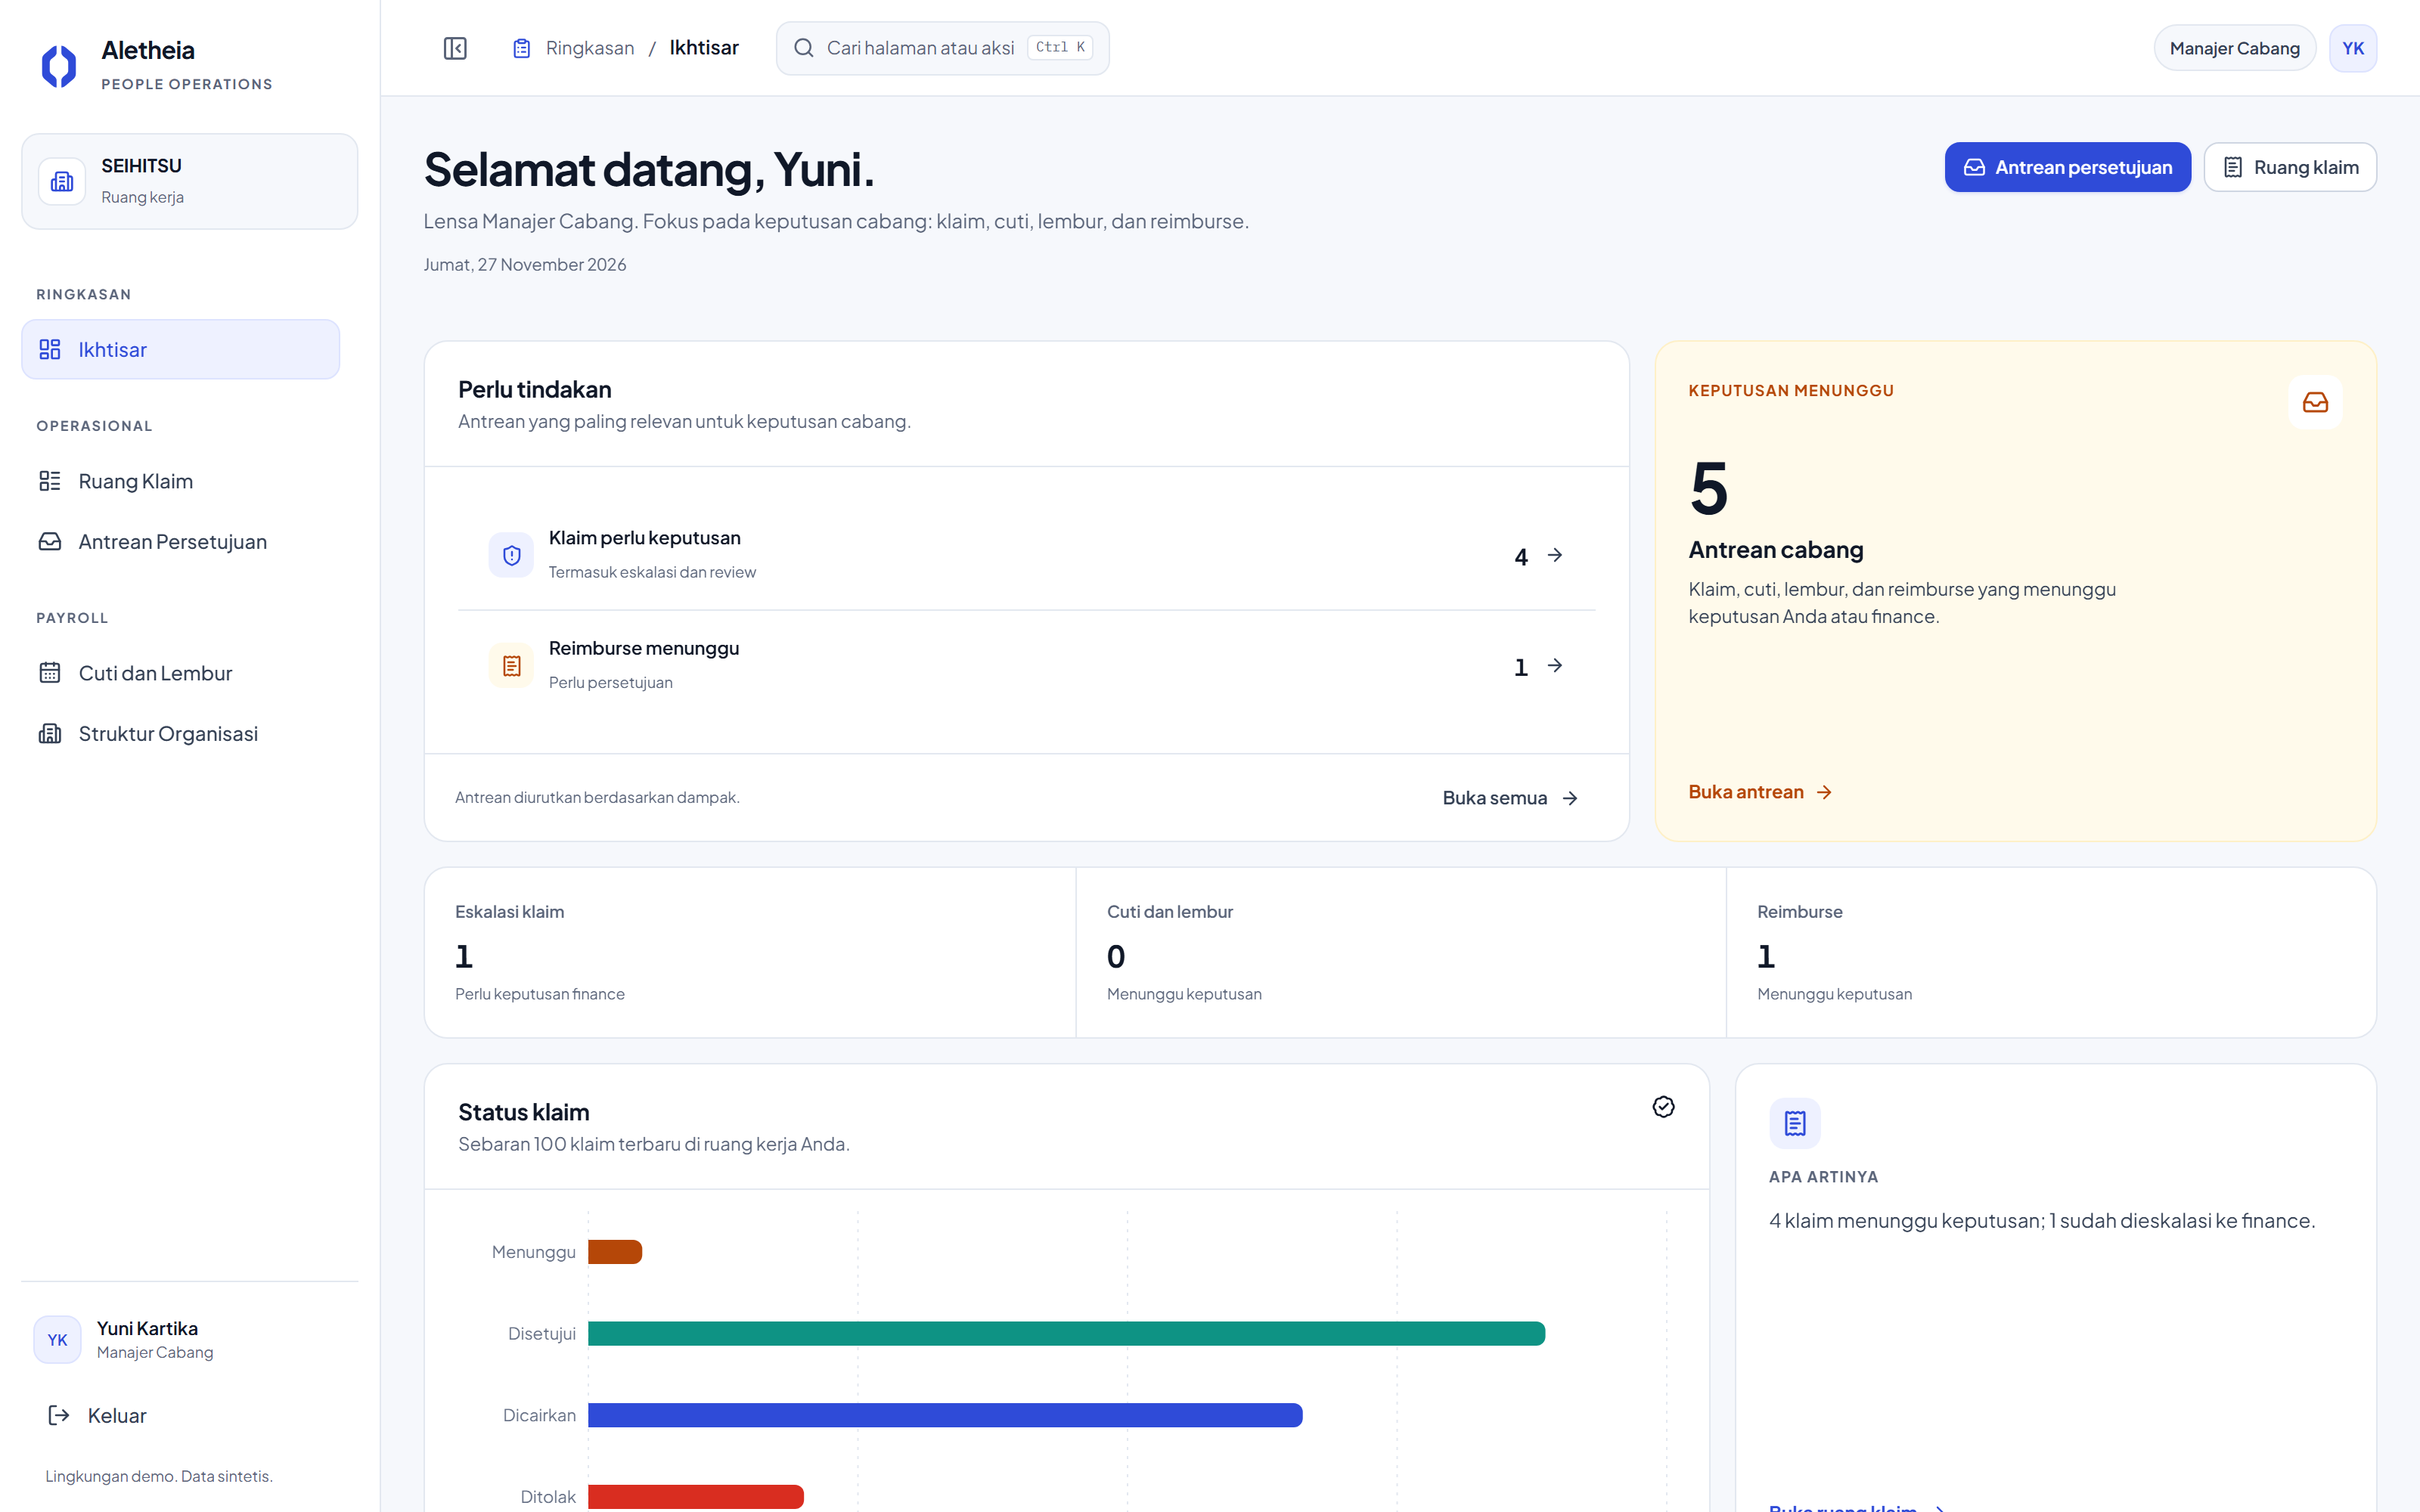 Aletheia
PEOPLE OPERATIONS
SEIHITSU
Ruang kerja
RINGKASAN
Ikhtisar
OPERASIONAL
Ruang Klaim
Antrean Persetujuan
PAYROLL
Cuti dan Lembur
Struktur Organisasi
YK
Yuni Kartika
Manajer Cabang
Keluar
Lingkungan demo. Data sintetis.
Ringkasan / Ikhtisar
Cari halaman atau aksi
Ctrl K
Manajer Cabang
YK
Selamat datang, Yuni.
Lensa Manajer Cabang. Fokus pada keputusan cabang: klaim, cuti, lembur, dan reimburse.
Jumat, 27 November 2026
Antrean persetujuan
Ruang klaim
Perlu tindakan
Antrean yang paling relevan untuk keputusan cabang.
Klaim perlu keputusan
Termasuk eskalasi dan review
4
Reimburse menunggu
Perlu persetujuan
1
Antrean diurutkan berdasarkan dampak.
Buka semua
KEPUTUSAN MENUNGGU
5
Antrean cabang
Klaim, cuti, lembur, dan reimburse yang menunggu
keputusan Anda atau finance.
Buka antrean
Eskalasi klaim
1
Perlu keputusan finance
Cuti dan lembur
0
Menunggu keputusan
Reimburse
1
Menunggu keputusan
Status klaim
Sebaran 100 klaim terbaru di ruang kerja Anda.
Menunggu
Disetujui
Dicairkan
Ditolak
APA ARTINYA
4 klaim menunggu keputusan; 1 sudah dieskalasi ke finance.
Buka ruang klaim